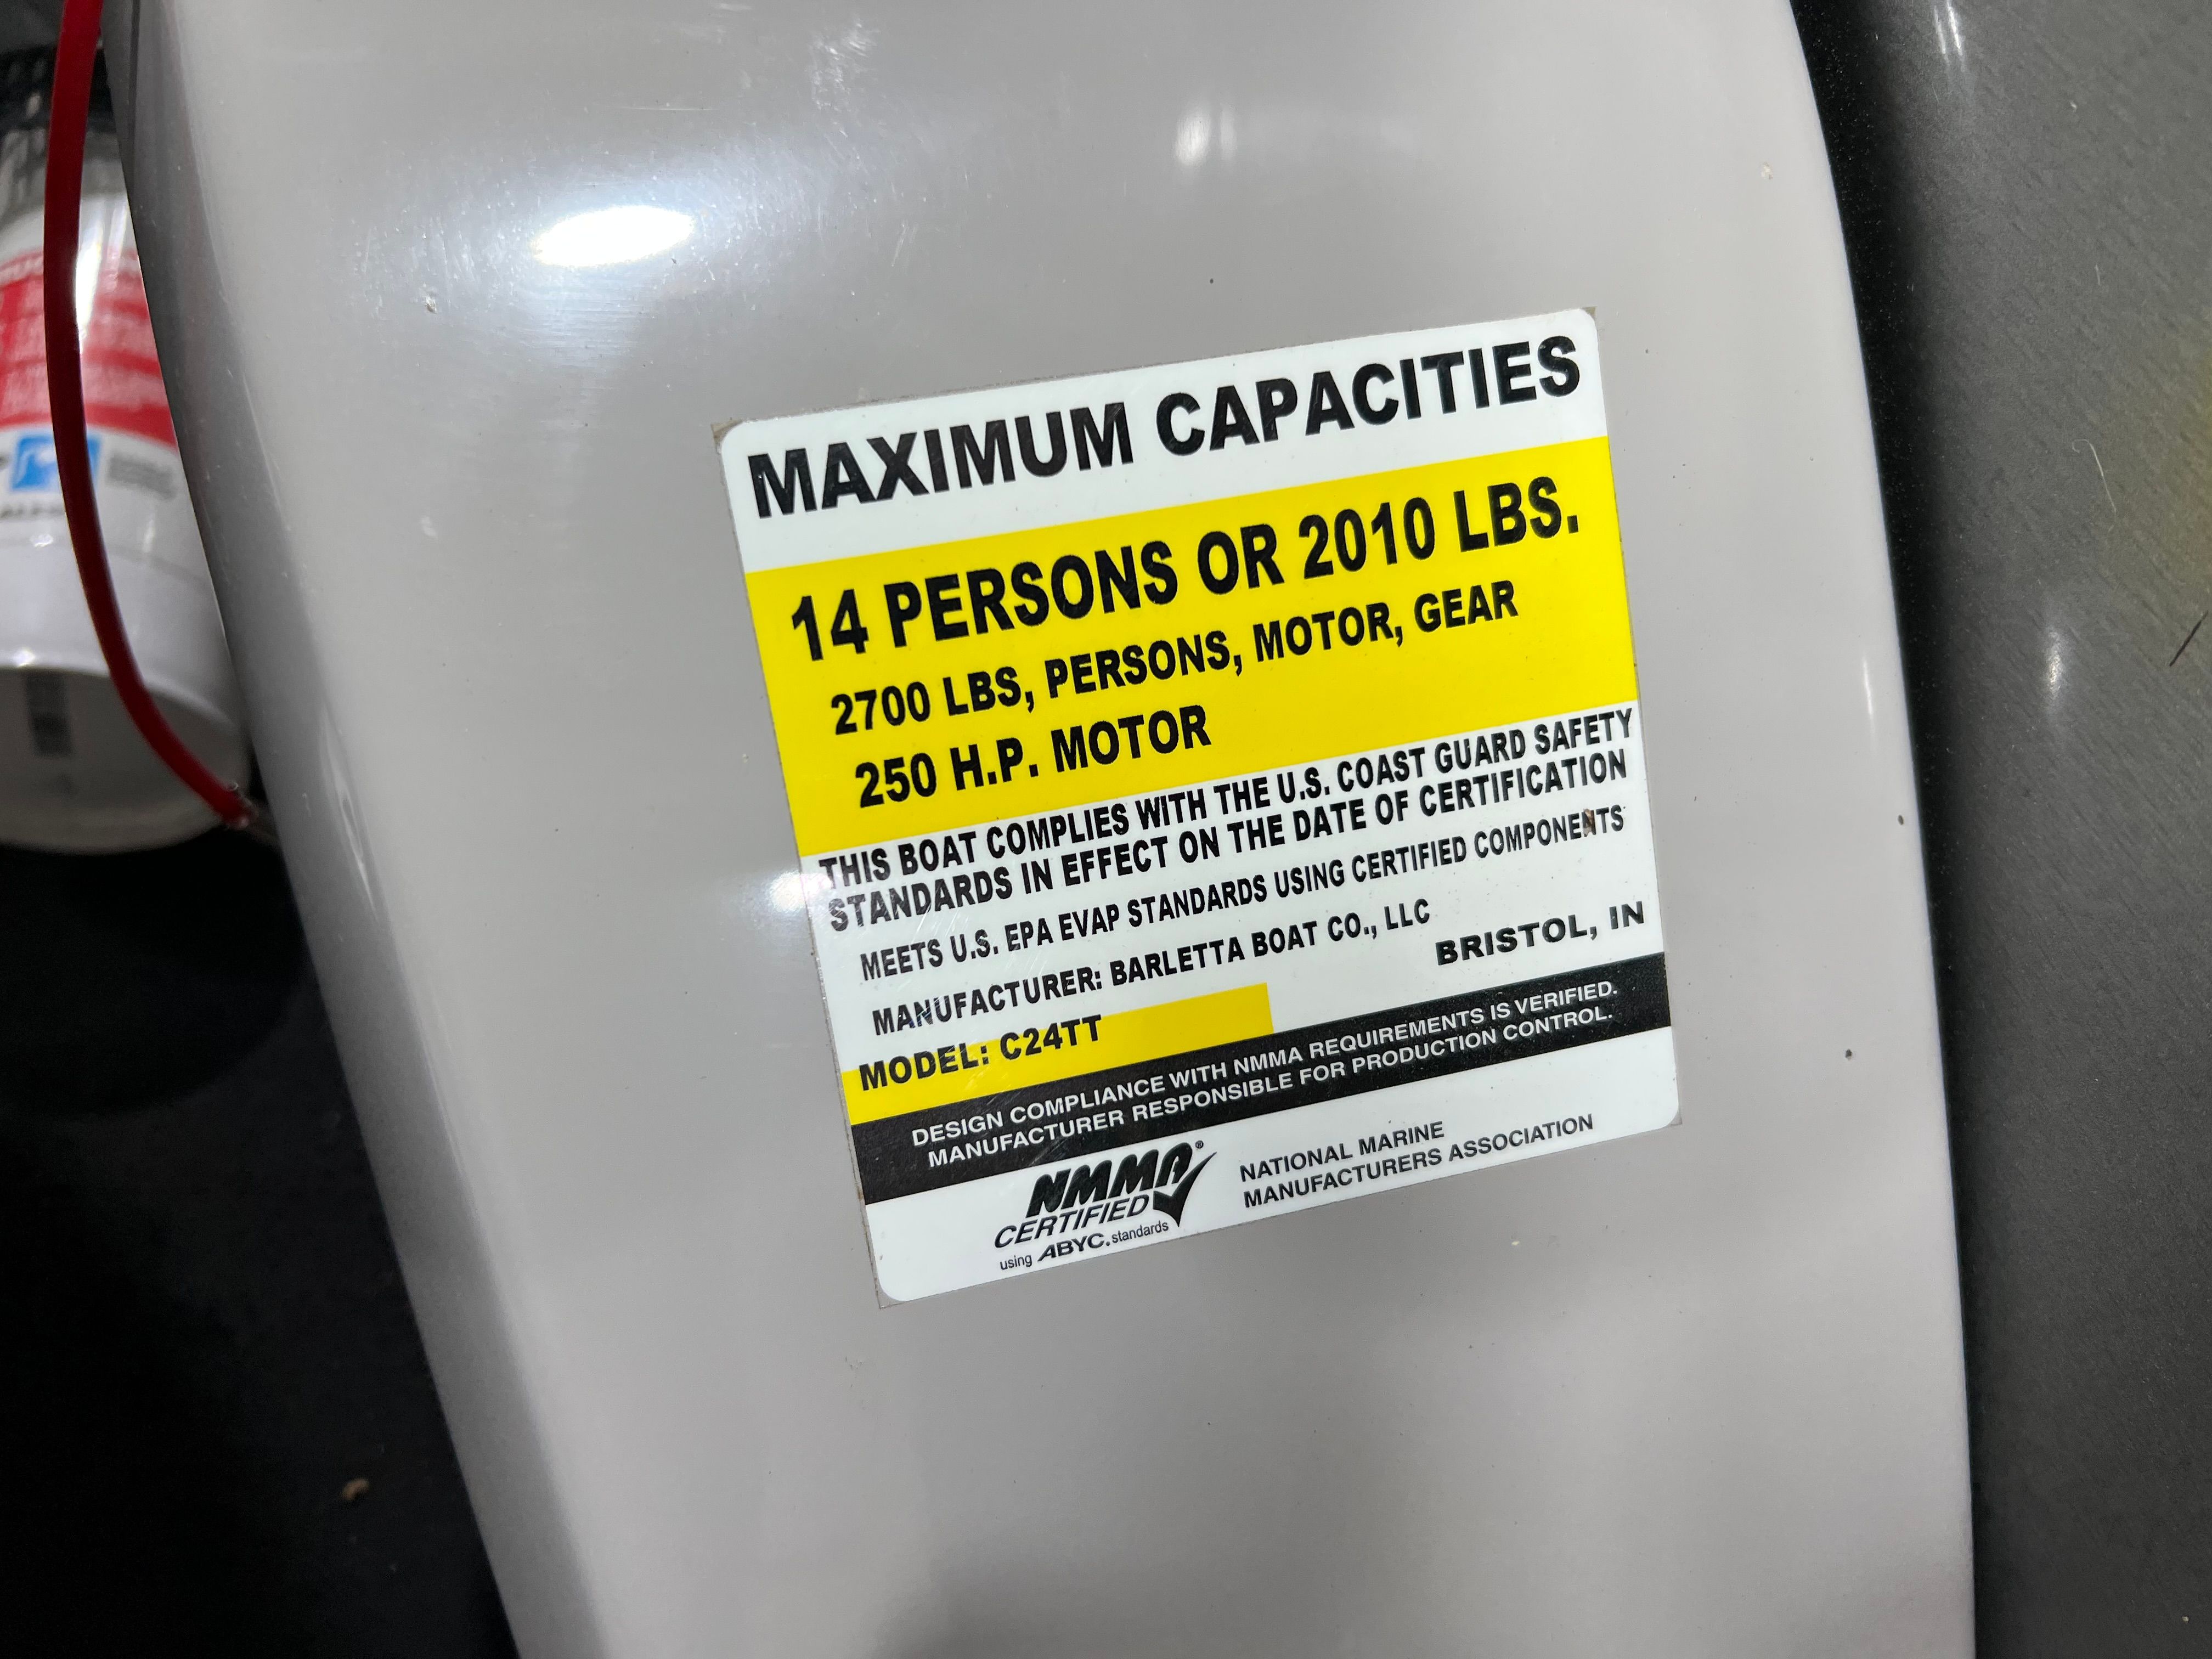 MAXIMUM CAPACITIES
14 PERSONS OR 2010 LBS.
2700 LBS, PERSONS, MOTOR, GEAR
250 H.P. MOTOR
THIS BOAT COMPLIES WITH THE U.S. COAST GUARD SAFETY
STANDARDS IN EFFECT ON THE DATE OF CERTIFICATION
MEETS U.S. EPA EVAP STANDARDS USING CERTIFIED COMPONENTS
MANUFACTURER: BARLETTA BOAT CO., LLC
BRISTOL, IN
MODEL: C24TT
DESIGN COMPLIANCE WITH NMMA REQUIREMENTS IS VERIFIED.
MANUFACTURER RESPONSIBLE FOR PRODUCTION CONTROL.
NMMA®
CERTIFIED
using ABYC. standards
NATIONAL MARINE
MANUFACTURERS ASSOCIATION